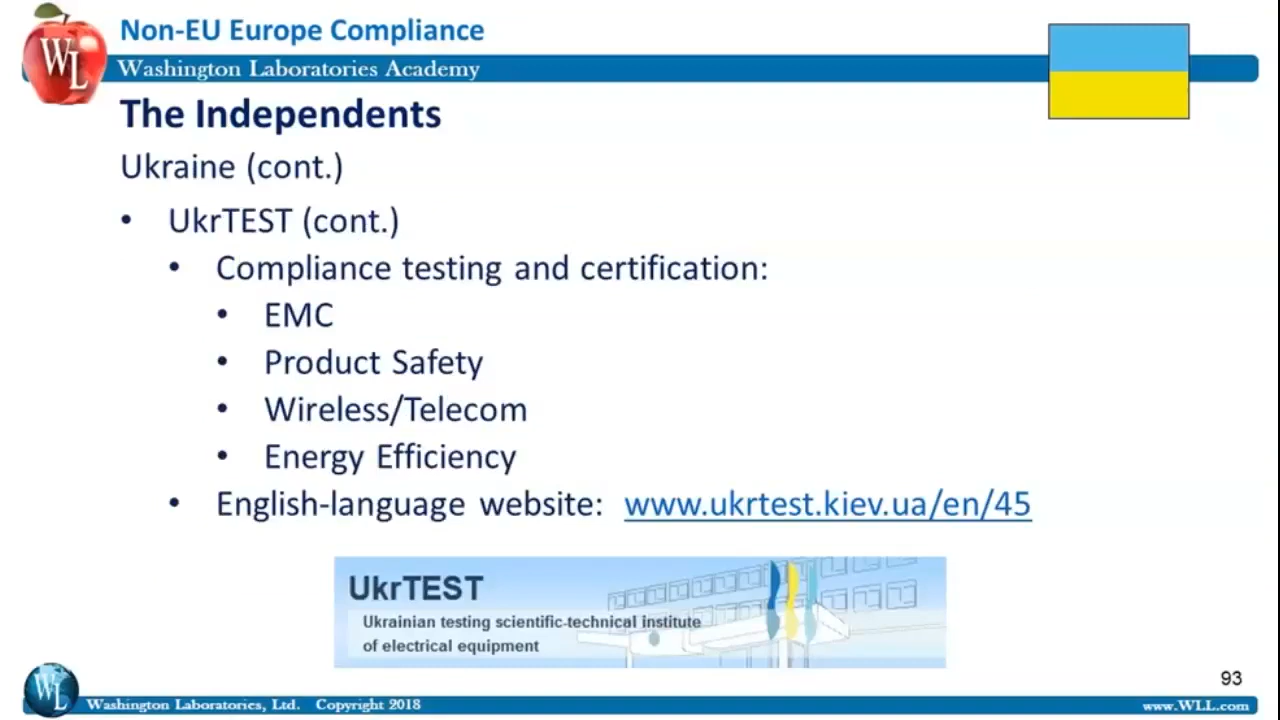 Non-EU Europe Compliance
WL
Washington Laboratories Academy
The Independents
Ukraine (cont.)
• UkrTEST (cont.)
• Compliance testing and certification:
• EMC
• Product Safety
• Wireless/Telecom
• Energy Efficiency
• English-language website: www.ukrtest.kiev.ua/en/45
UkrTEST
Ukrainian testing scientific-technical institute
of electrical equipment
93
WL
Washington Laboratories, Ltd. Copyright 2018
www.WLL.com